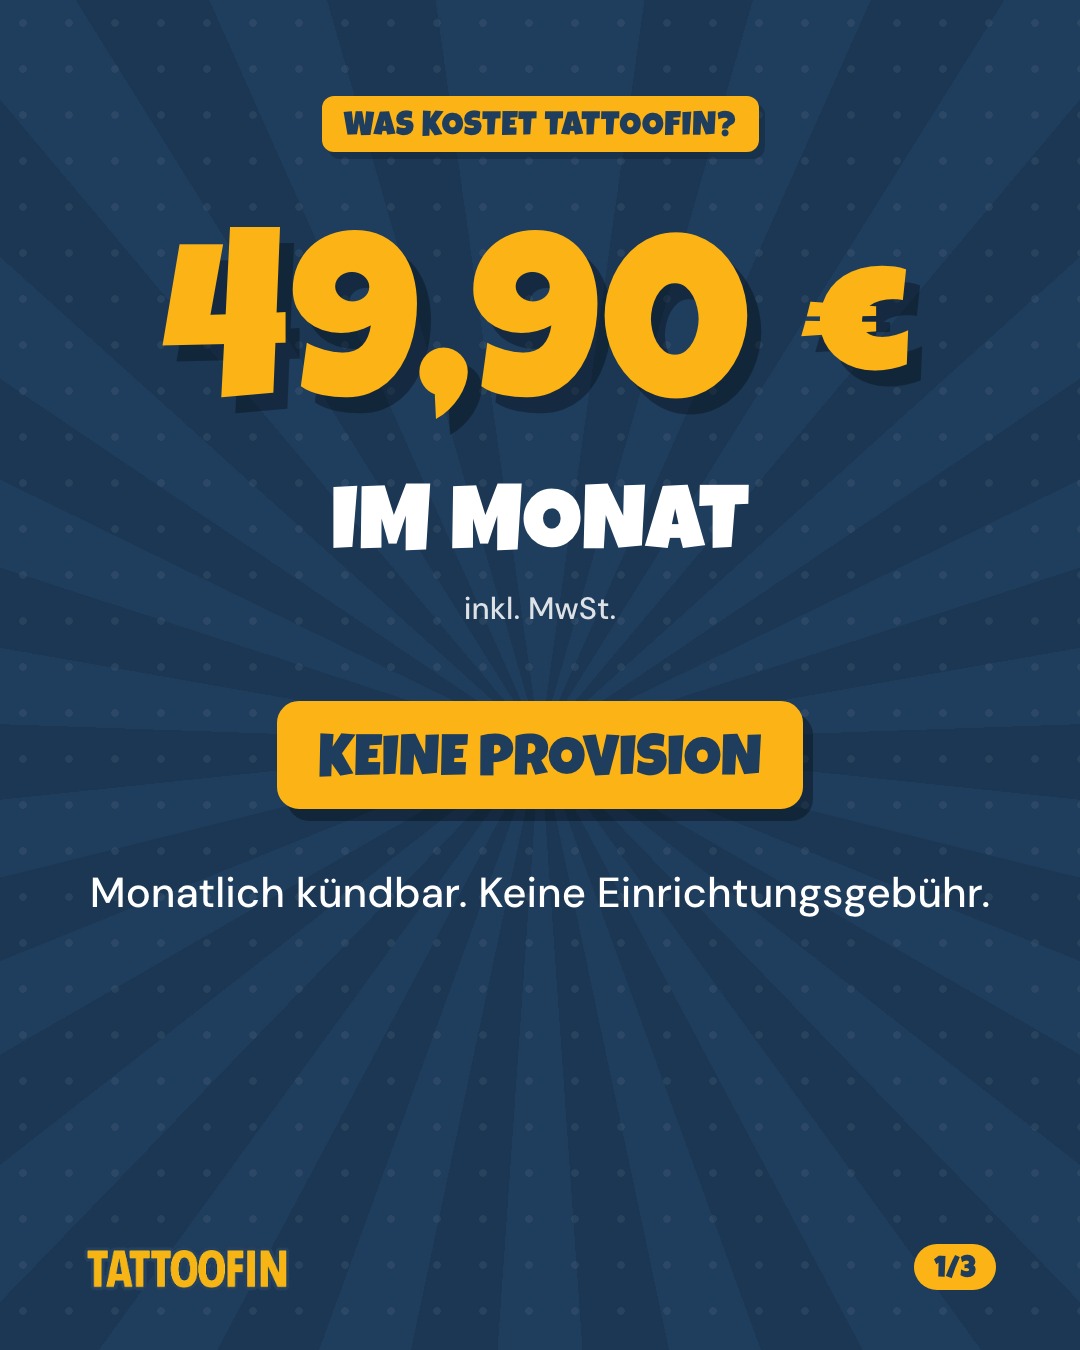 WAS KOSTET TATTOOFIN?
49,90 €
IM MONAT
inkl. MwSt.
KEINE PROVISION
Monatlich kündbar. Keine Einrichtungsgebühr.
TATTOOFIN
1/3